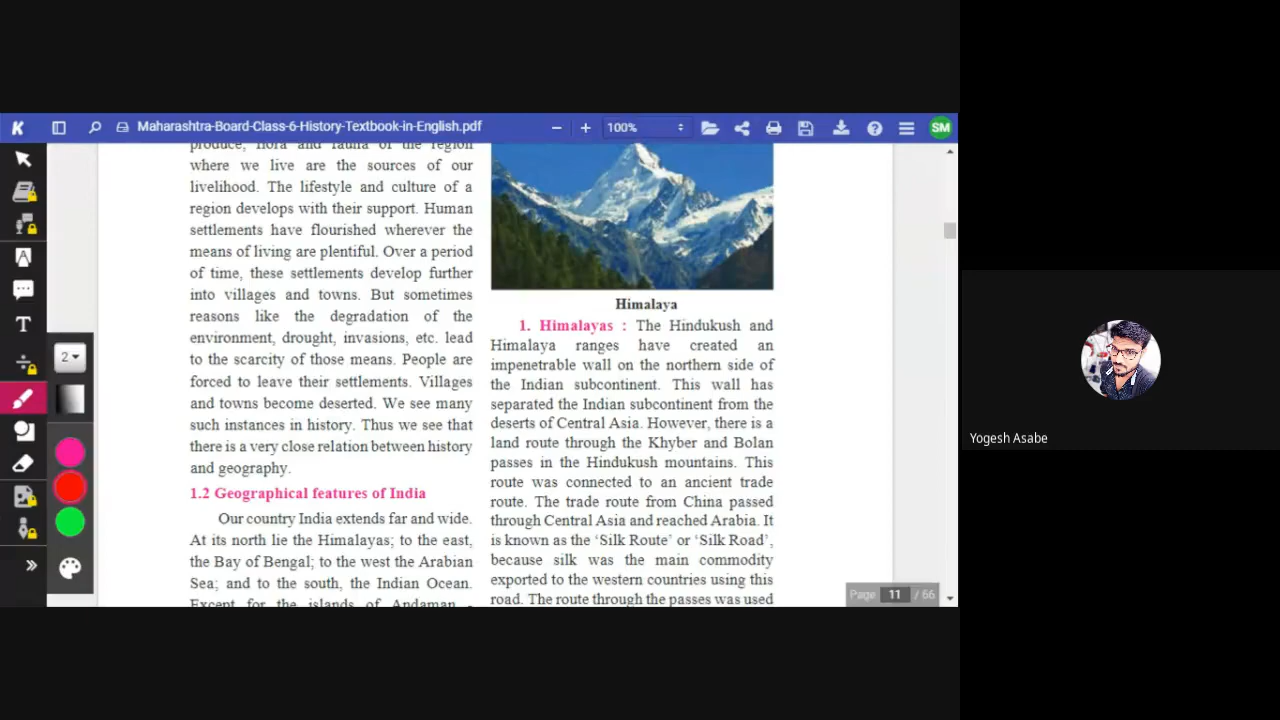 K
Maharashtra-Board-Class-6-History-Textbook-in-English.pdf
100%
SM
produce, flora and fauna of the region
where we live are the sources of our
livelihood. The lifestyle and culture of a
region develops with their support. Human
settlements have flourished wherever the
means of living are plentiful. Over a period
of time, these settlements develop further
into villages and towns. But sometimes
reasons like the degradation of the
environment, drought, invasions, etc. lead
to the scarcity of those means. People are
forced to leave their settlements. Villages
and towns become deserted. We see many
such instances in history. Thus we see that
there is a very close relation between history
and geography.
1.2 Geographical features of India
Our country India extends far and wide.
At its north lie the Himalayas; to the east,
the Bay of Bengal; to the west the Arabian
Sea; and to the south, the Indian Ocean.
Except for the islands of Andaman -
Himalaya
1. Himalayas : The Hindukush and
Himalaya ranges have created an
impenetrable wall on the northern side of
the Indian subcontinent. This wall has
separated the Indian subcontinent from the
deserts of Central Asia. However, there is a
land route through the Khyber and Bolan
passes in the Hindukush mountains. This
route was connected to an ancient trade
route. The trade route from China passed
through Central Asia and reached Arabia. It
is known as the ‘Silk Route’ or ‘Silk Road’,
because silk was the main commodity
exported to the western countries using this
road. The route through the passes was used
2
T
Page 11 / 66
Yogesh Asabe